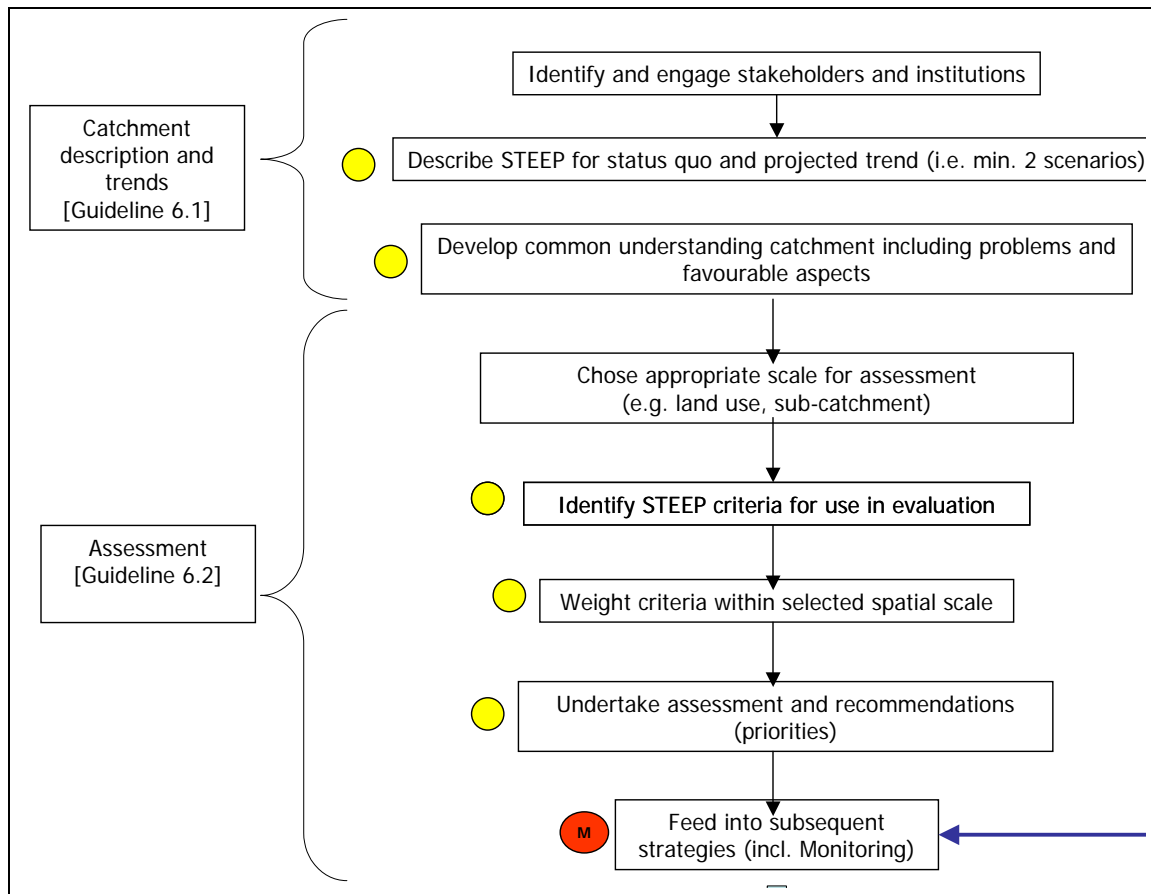 Identify and engage stakeholders and institutions
Catchment
description and
trends
[Guideline 6.1]
Describe STEEP for status quo and projected trend (i.e. min. 2 scenarios)
Develop common understanding catchment including problems and
favourable aspects
Chose appropriate scale for assessment
(e.g. land use, sub-catchment)
Identify STEEP criteria for use in evaluation
Assessment
[Guideline 6.2]
Weight criteria within selected spatial scale
Undertake assessment and recommendations
(priorities)
M
Feed into subsequent
strategies (incl. Monitoring)